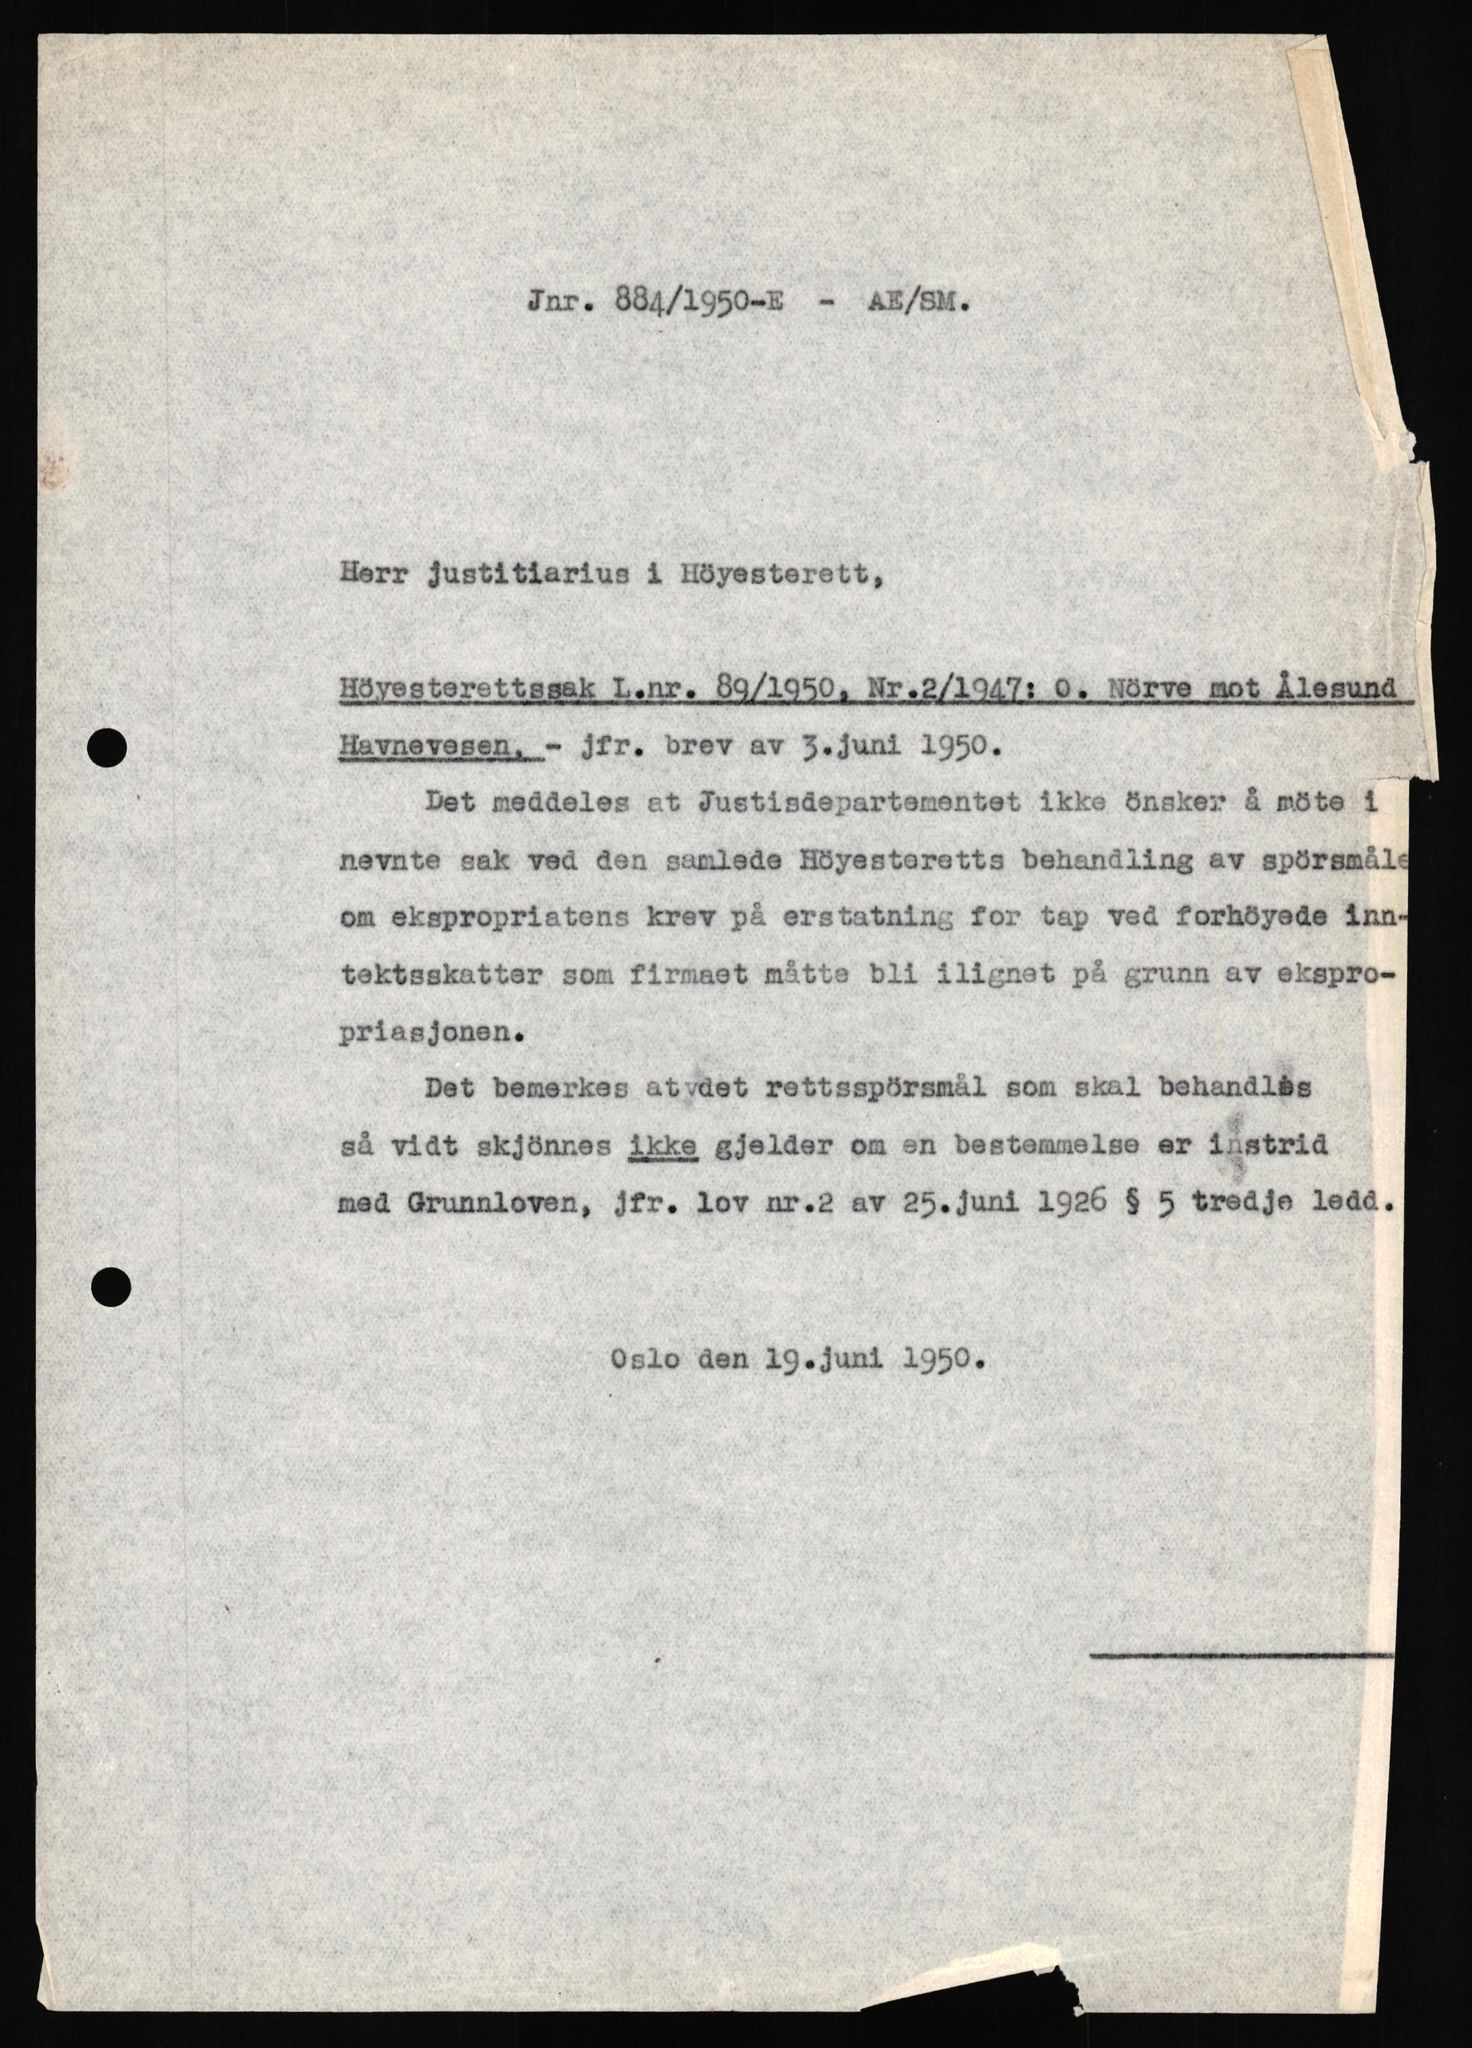 Jnr. 884/1950-E - AE/SM.
Herr justitiarius i Höyesterett,
Höyesterettssak L.nr. 89/1950, Nr.2/1947: O. Nörve mot Ålesund
Havnevesen, - jfr. brev av 3.juni 1950.
Det meddeles at Justisdepartementet ikke önsker å möte i
nevnte sak ved den samlede Höyesteretts behandling av spörsmåle
om ekspropriatens krev på erstatning for tap ved forhöyede inn-
tektsskatter som firmaet måtte bli ilignet på grunn av ekspro-
priasjonen.
Det bemerkes at det rettsspörsmål som skal behandles
så vidt skjönnes ikke gjelder om en bestemmelse er i strid
med Grunnloven, jfr. lov nr.2 av 25.juni 1926 § 5 tredje ledd.
Oslo den 19.juni 1950.